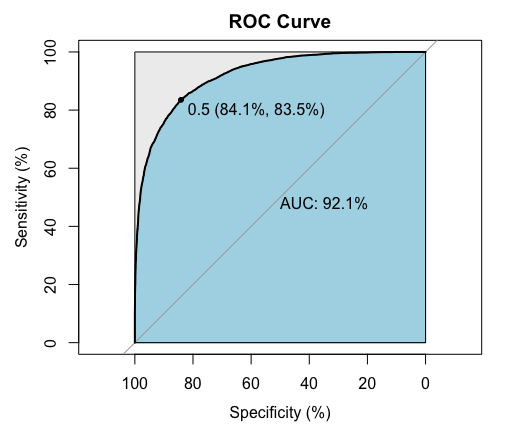 ROC Curve
Sensitivity (%)
100
80
60
40
20
0
0.5 (84.1%, 83.5%)
AUC: 92.1%
100 80 60 40 20 0
Specificity (%)